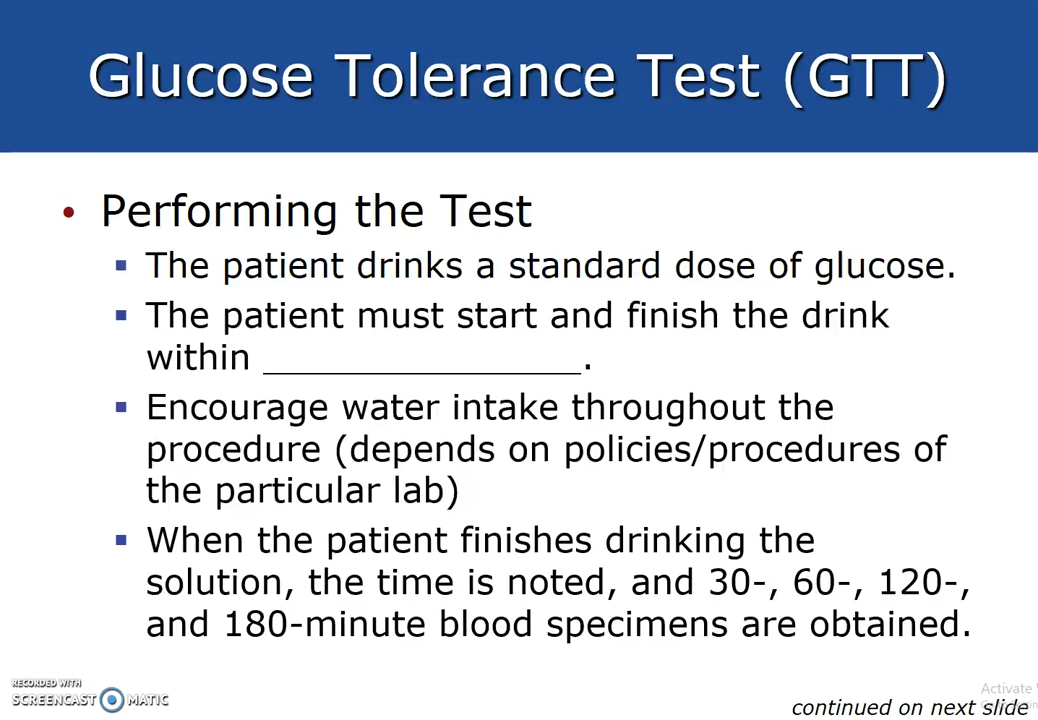 Glucose Tolerance Test (GTT)
• Performing the Test
▪ The patient drinks a standard dose of glucose.
▪ The patient must start and finish the drink
within _______________.
▪ Encourage water intake throughout the
procedure (depends on policies/procedures of
the particular lab)
▪ When the patient finishes drinking the
solution, the time is noted, and 30-, 60-, 120-,
and 180-minute blood specimens are obtained.
RECORDED WITH
SCREENCAST MATIC
Activate
continued on next slide